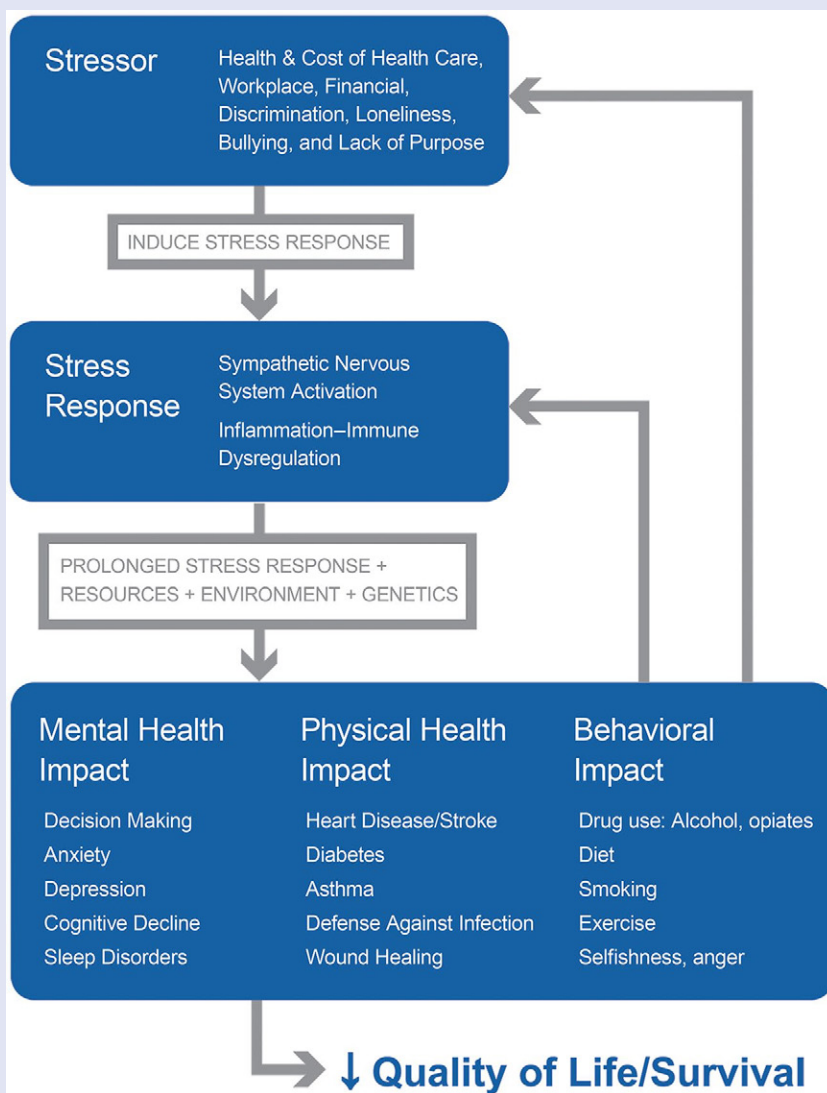 Stressor
Health & Cost of Health Care,
Workplace, Financial,
Discrimination, Loneliness,
Bullying, and Lack of Purpose
INDUCE STRESS RESPONSE
Stress
Response
Sympathetic Nervous
System Activation
Inflammation–Immune
Dysregulation
PROLONGED STRESS RESPONSE +
RESOURCES + ENVIRONMENT + GENETICS
Mental Health
Impact
Decision Making
Anxiety
Depression
Cognitive Decline
Sleep Disorders
Physical Health
Impact
Heart Disease/Stroke
Diabetes
Asthma
Defense Against Infection
Wound Healing
Behavioral
Impact
Drug use: Alcohol, opiates
Diet
Smoking
Exercise
Selfishness, anger
↓ Quality of Life/Survival